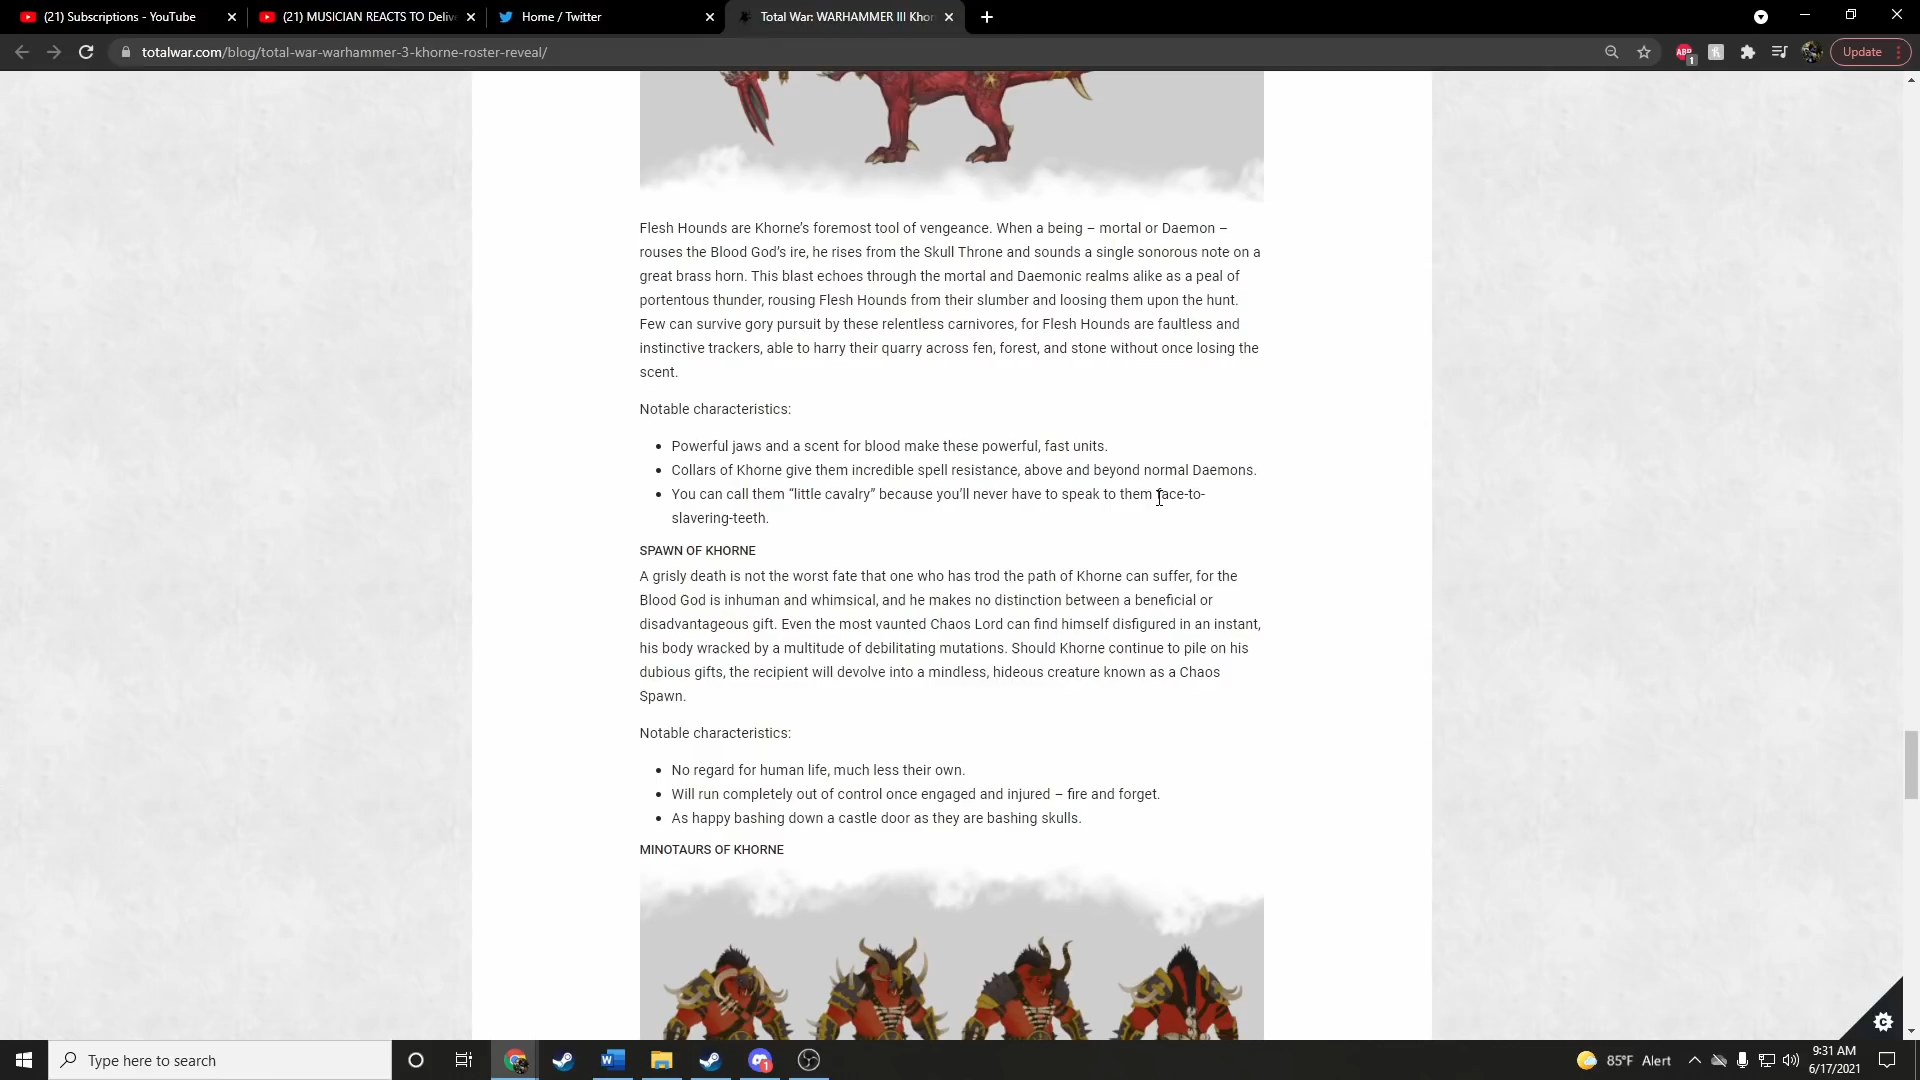 (21) Subscriptions - YouTube
(21) MUSICIAN REACTS TO Deliv
Home / Twitter
Total War: WARHAMMER III Khor
totalwar.com/blog/total-war-warhammer-3-khorne-roster-reveal/
ABP
1
Update
Flesh Hounds are Khorne’s foremost tool of vengeance. When a being – mortal or Daemon –
rouses the Blood God’s ire, he rises from the Skull Throne and sounds a single sonorous note on a
great brass horn. This blast echoes through the mortal and Daemonic realms alike as a peal of
portentous thunder, rousing Flesh Hounds from their slumber and loosing them upon the hunt.
Few can survive gory pursuit by these relentless carnivores, for Flesh Hounds are faultless and
instinctive trackers, able to harry their quarry across fen, forest, and stone without once losing the
scent.
Notable characteristics:
• Powerful jaws and a scent for blood make these powerful, fast units.
• Collars of Khorne give them incredible spell resistance, above and beyond normal Daemons.
• You can call them “little cavalry” because you’ll never have to speak to them face-to-
slavering-teeth.
SPAWN OF KHORNE
A grisly death is not the worst fate that one who has trod the path of Khorne can suffer, for the
Blood God is inhuman and whimsical, and he makes no distinction between a beneficial or
disadvantageous gift. Even the most vaunted Chaos Lord can find himself disfigured in an instant,
his body wracked by a multitude of debilitating mutations. Should Khorne continue to pile on his
dubious gifts, the recipient will devolve into a mindless, hideous creature known as a Chaos
Spawn.
Notable characteristics:
• No regard for human life, much less their own.
• Will run completely out of control once engaged and injured – fire and forget.
• As happy bashing down a castle door as they are bashing skulls.
MINOTAURS OF KHORNE
Type here to search
85°F Alert
9:31 AM
6/17/2021